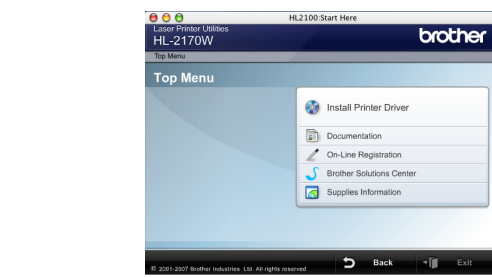 HL2100:Start Here
Laser Printer Utilities
HL-2170W
brother
Top Menu
Top Menu
Install Printer Driver
Documentation
On-Line Registration
Brother Solutions Center
Supplies Information
© 2001-2007 Brother Industries Ltd. All rights reserved
Back
Exit